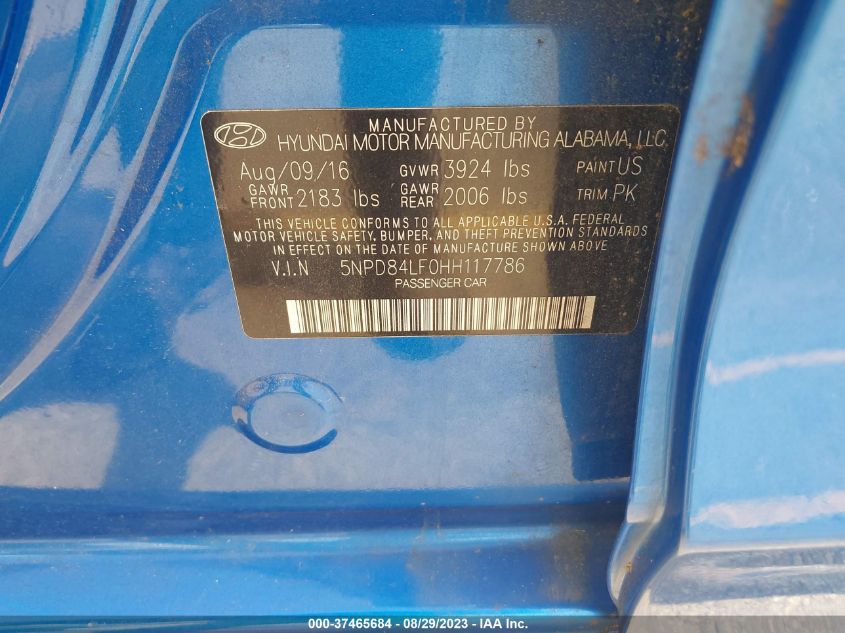 MANUFACTURED BY
HYUNDAI MOTOR MANUFACTURING ALABAMA, LLC
Aug/09/16 GVWR 3924 lbs PAINT US
GAWR FRONT 2183 lbs GAWR REAR 2006 lbs TRIM PK
THIS VEHICLE CONFORMS TO ALL APPLICABLE U.S.A. FEDERAL
MOTOR VEHICLE SAFETY, BUMPER, AND THEFT PREVENTION STANDARDS
IN EFFECT ON THE DATE OF MANUFACTURE SHOWN ABOVE
V.I.N 5NPD84LF0HH117786
PASSENGER CAR
000-37465684 - 08/29/2023 - IAA Inc.